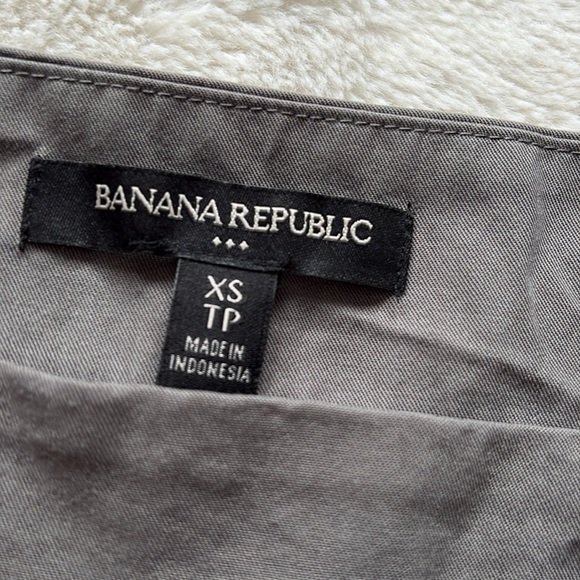 BANANA REPUBLIC
XS
TP
MADE IN
INDONESIA